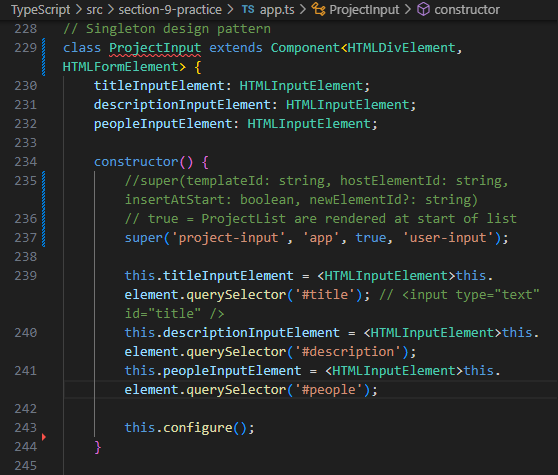 TypeScript > src > section-9-practice > TS app.ts > ProjectInput > constructor
228 // Singleton design pattern
229 class ProjectInput extends Component<HTMLDivElement,
HTMLFormElement> {
230 titleInputElement: HTMLInputElement;
231 descriptionInputElement: HTMLInputElement;
232 peopleInputElement: HTMLInputElement;
233
234 constructor() {
235 //super(templateId: string, hostElementId: string,
insertAtStart: boolean, newElementId?: string)
236 // true = ProjectList are rendered at start of list
237 super('project-input', 'app', true, 'user-input');
238
239 this.titleInputElement = <HTMLInputElement>this.
element.querySelector('#title'); // <input type="text"
id="title" />
240 this.descriptionInputElement = <HTMLInputElement>this.
element.querySelector('#description');
241 this.peopleInputElement = <HTMLInputElement>this.
element.querySelector('#people');
242
243 this.configure();
244 }
245